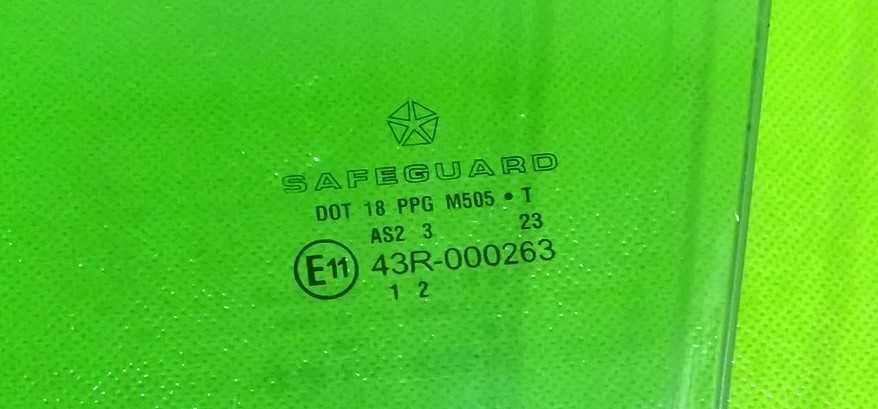 SAFEGUARD
DOT 18 PPG M505 • T
AS2 3 23
E11 43R-000263
1 2